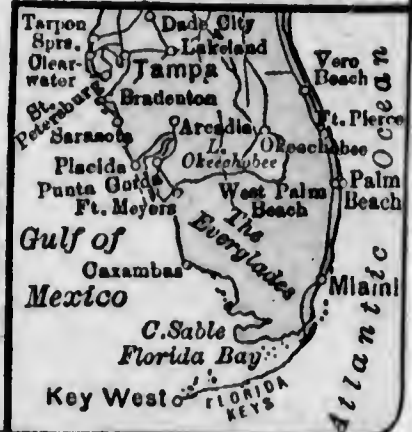 Tarpon
Sprs.
Dade City
Clear-
water
Lakeland
Tampa
Vero
Beach
St.
Petersburg
Bradenton
Ft. Pierce
Sarasota
Arcadia
Okeechobee
L.
Okeechobee
Placida
Punta Gorda
Ft. Meyers
West Palm
Beach
Palm
Beach
The
Everglades
Gulf of
Mexico
Caxambas
Miami
C. Sable
Florida Bay
Key West
FLORIDA
KEYS
Atlantic
Ocean